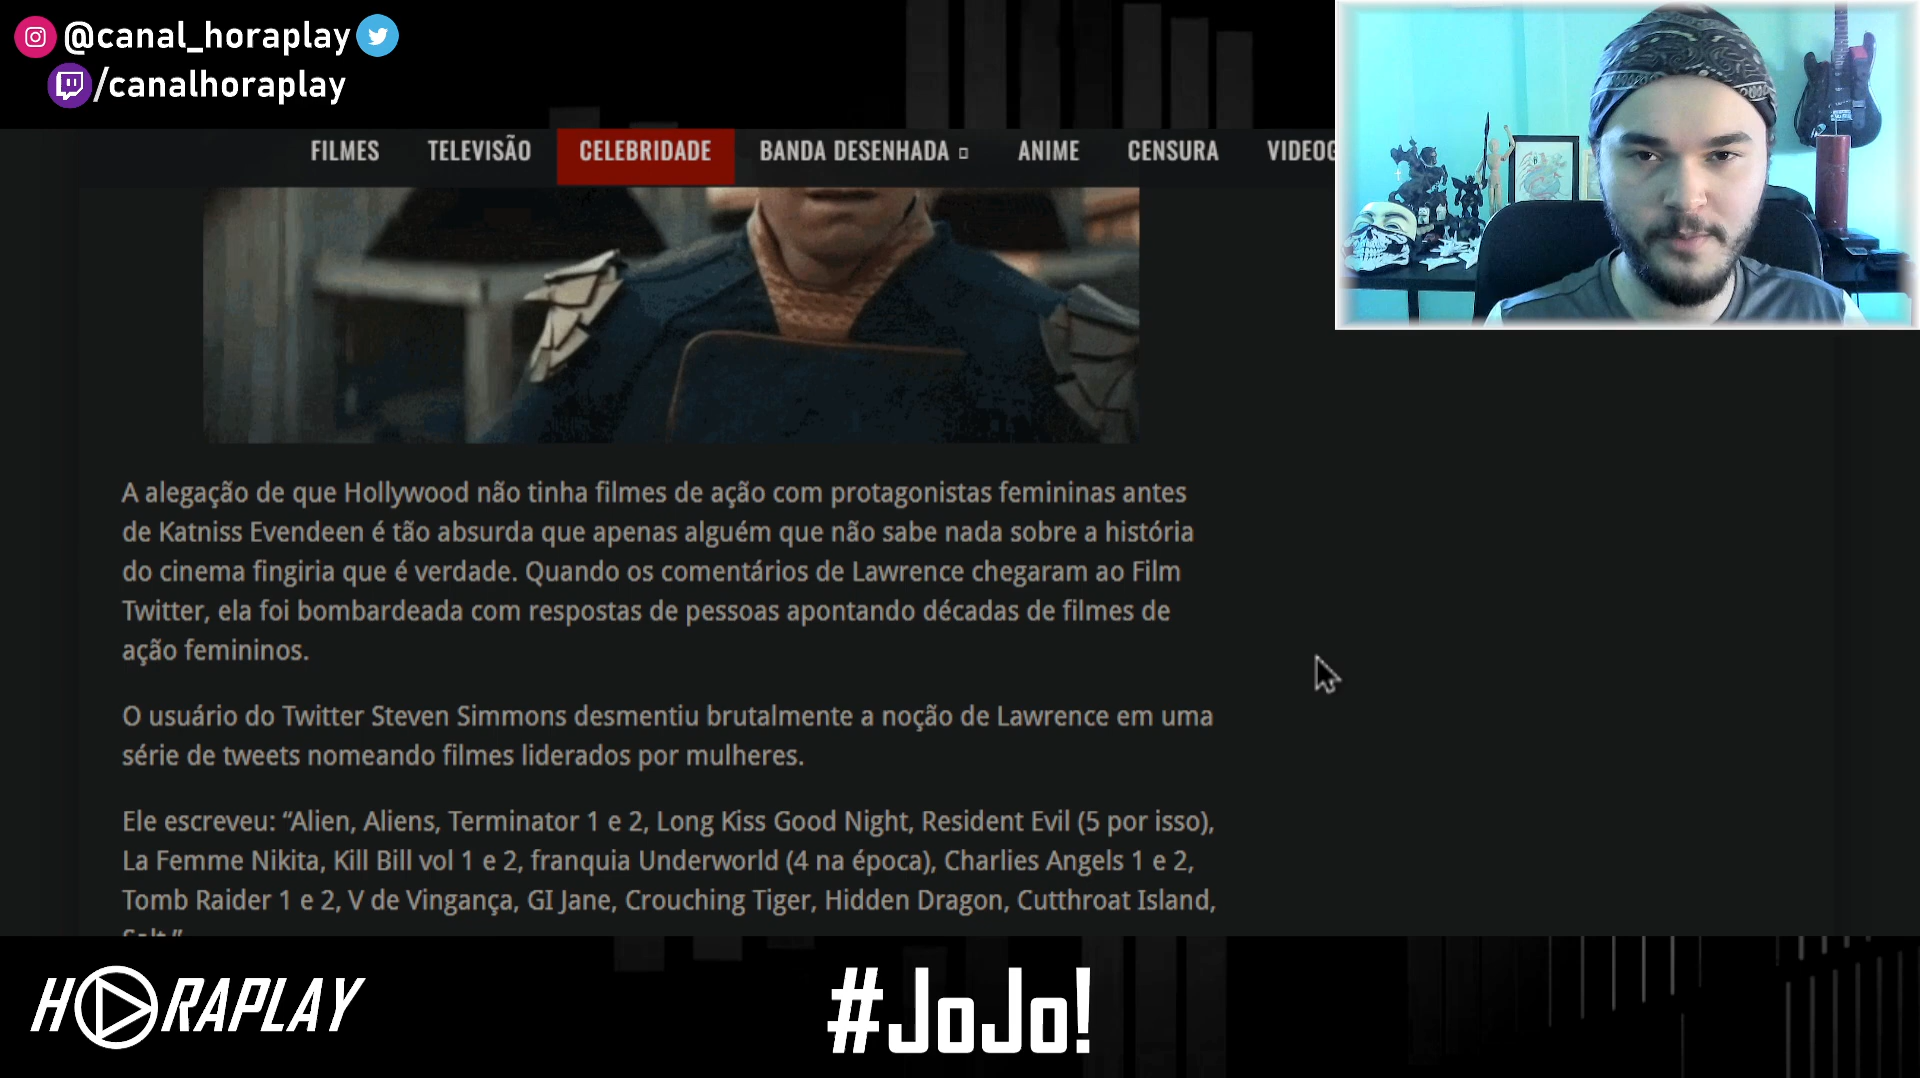 @canal_horaplay
/canalhoraplay
FILMES TELEVISÃO CELEBRIDADE BANDA DESENHADA ANIME CENSURA VIDEOG
A alegação de que Hollywood não tinha filmes de ação com protagonistas femininas antes
de Katniss Evendeen é tão absurda que apenas alguém que não sabe nada sobre a história
do cinema fingiria que é verdade. Quando os comentários de Lawrence chegaram ao Film
Twitter, ela foi bombardeada com respostas de pessoas apontando décadas de filmes de
ação femininos.
O usuário do Twitter Steven Simmons desmentiu brutalmente a noção de Lawrence em uma
série de tweets nomeando filmes liderados por mulheres.
Ele escreveu: “Alien, Aliens, Terminator 1 e 2, Long Kiss Good Night, Resident Evil (5 por isso),
La Femme Nikita, Kill Bill vol 1 e 2, franquia Underworld (4 na época), Charlies Angels 1 e 2,
Tomb Raider 1 e 2, V de Vingança, GI Jane, Crouching Tiger, Hidden Dragon, Cutthroat Island,
HORAPLAY
#JoJo!